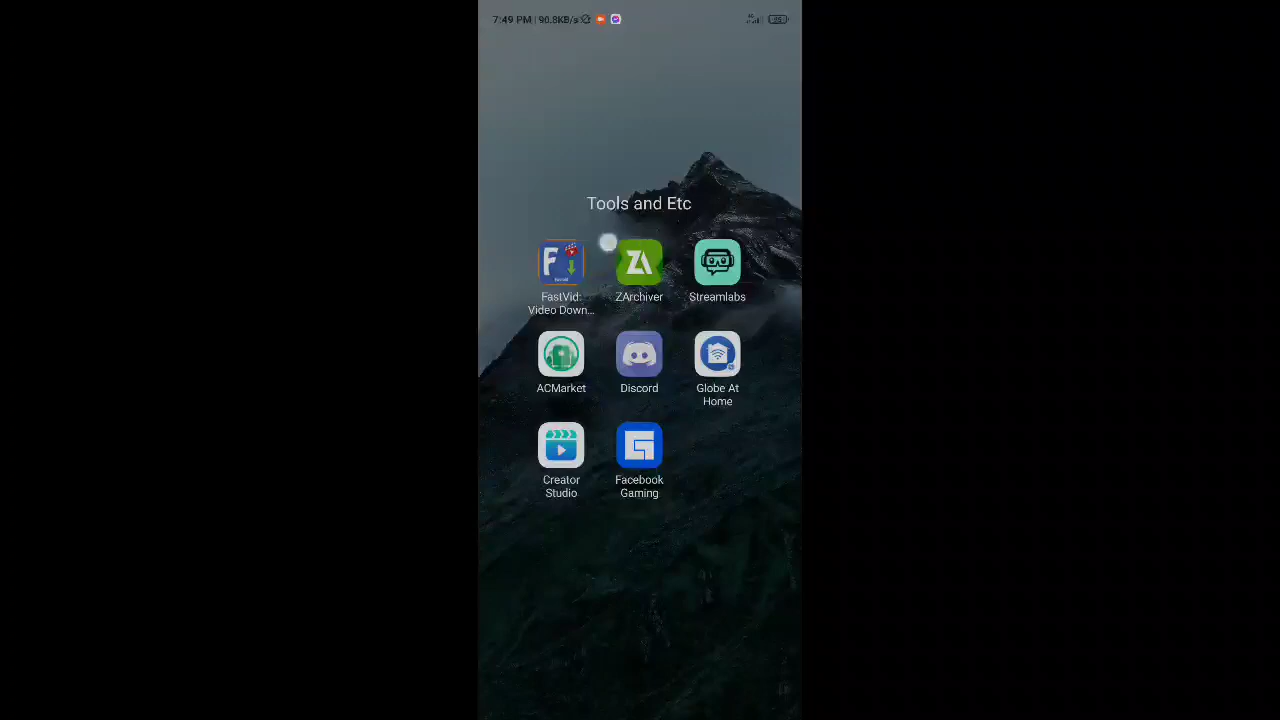 7:49 PM | 90.8KB/s
Tools and Etc
FastVid:
Video Down...
ZArchiver
Streamlabs
ACMarket
Discord
Globe At
Home
Creator
Studio
Facebook
Gaming